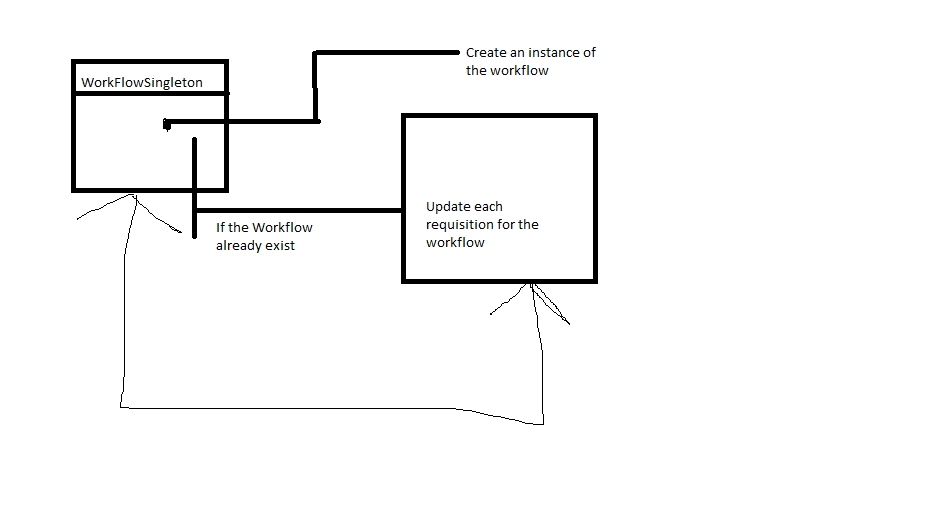 WorkFlowSingleton
Create an instance of
the workflow
Update each
requisition for the
workflow
If the Workflow
already exist